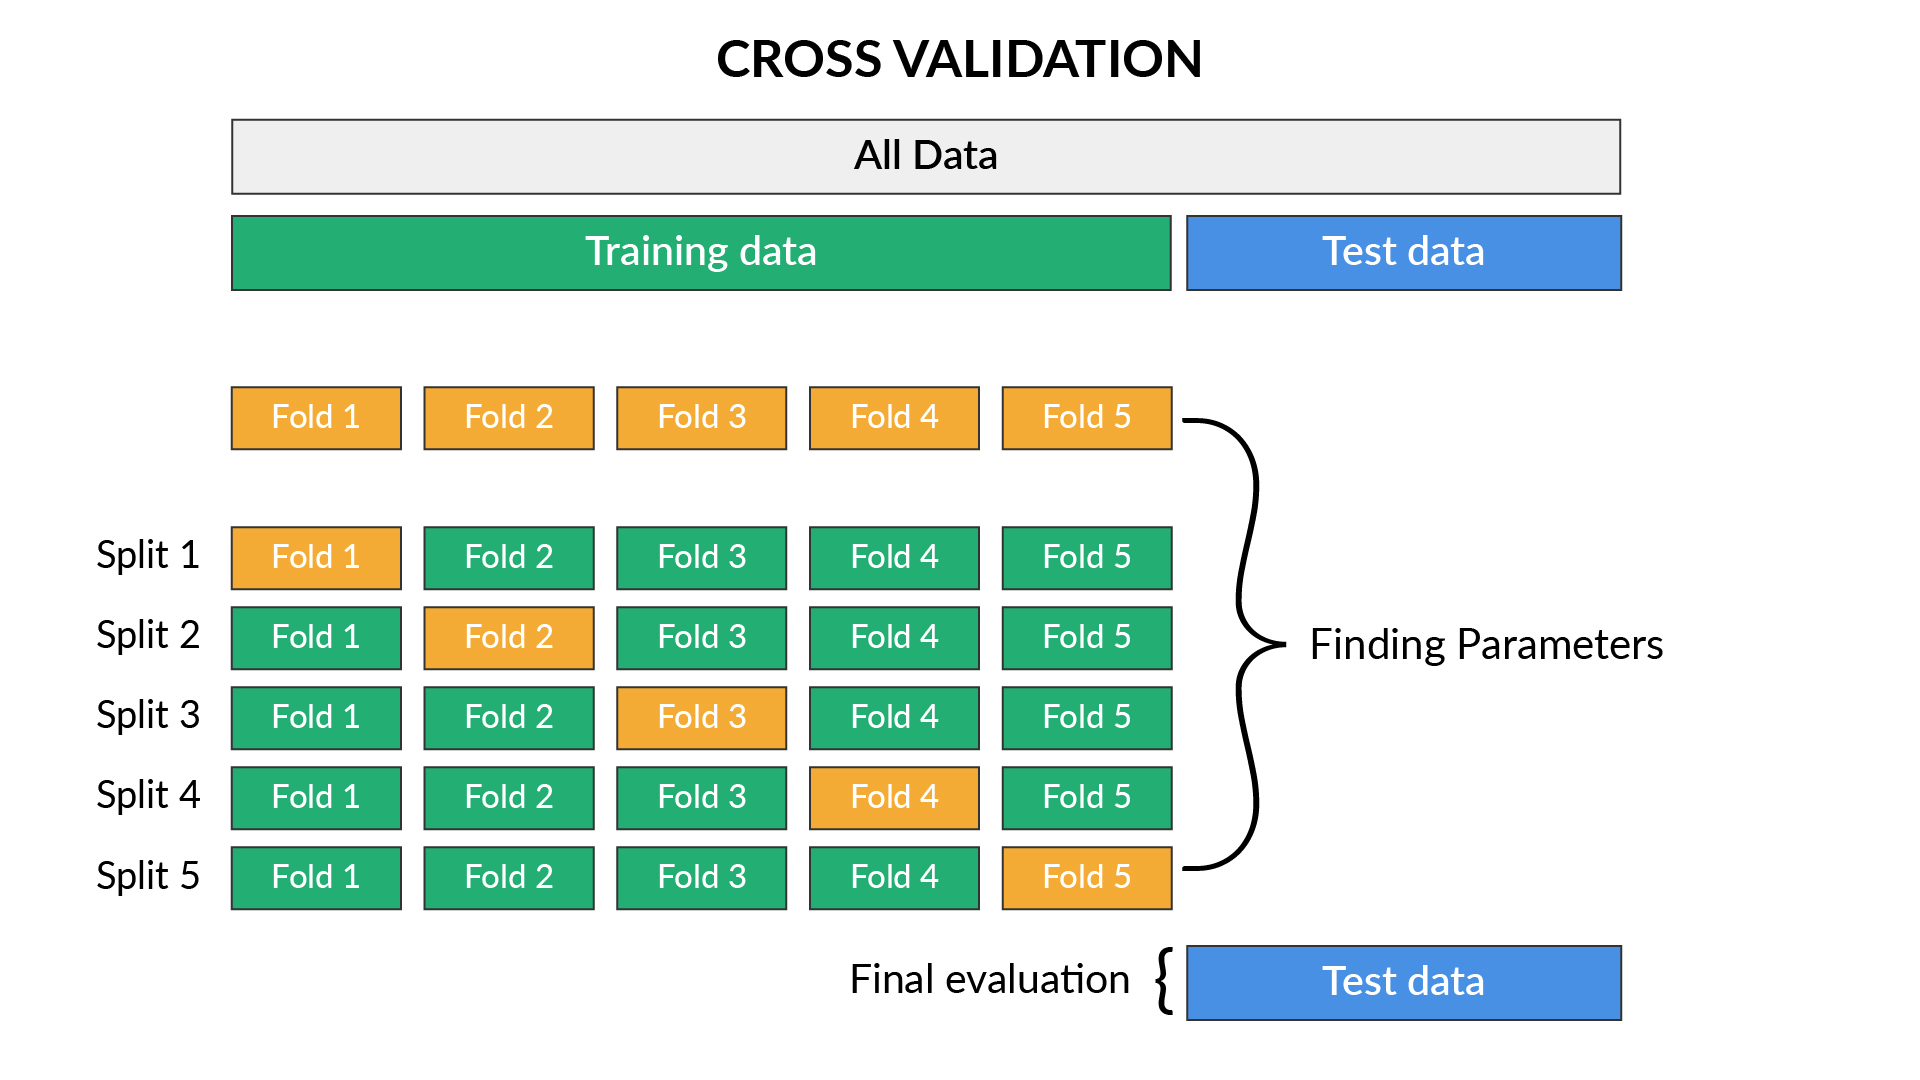 CROSS VALIDATION
All Data
Training data Test data
Fold 1 Fold 2 Fold 3 Fold 4 Fold 5
Split 1 Fold 1 Fold 2 Fold 3 Fold 4 Fold 5
Split 2 Fold 1 Fold 2 Fold 3 Fold 4 Fold 5
Finding Parameters
Split 3 Fold 1 Fold 2 Fold 3 Fold 4 Fold 5
Split 4 Fold 1 Fold 2 Fold 3 Fold 4 Fold 5
Split 5 Fold 1 Fold 2 Fold 3 Fold 4 Fold 5
Final evaluation { Test data